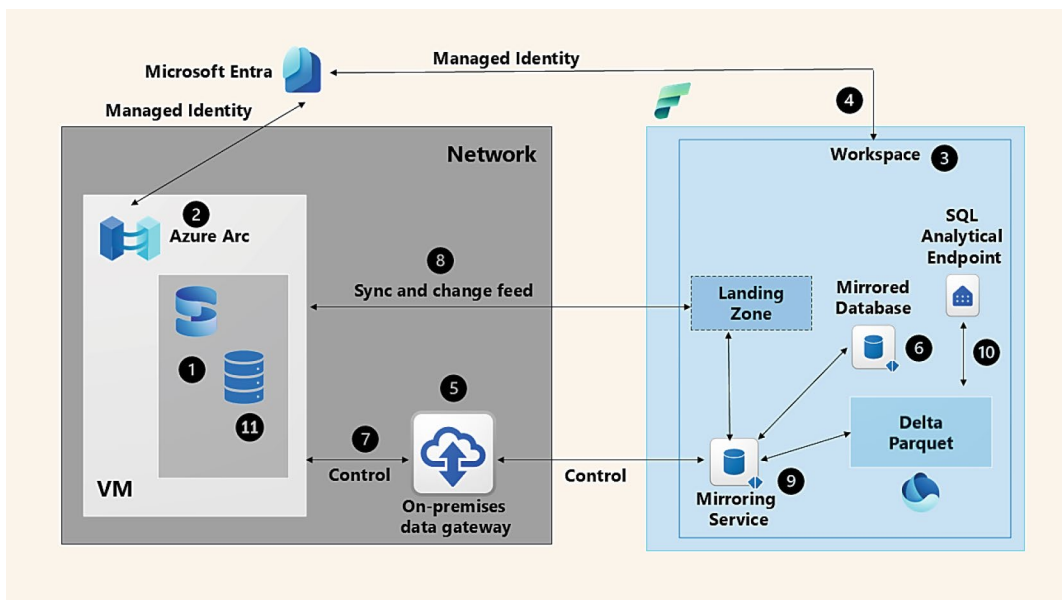 Managed Identity
Microsoft Entra
Managed Identity
4
Network
Workspace
3
2
Azure Arc
SQL
Analytical
Endpoint
8
Sync and change feed
Landing
Zone
Mirrored
Database
6
10
1
11
5
7
Control
Control
Delta
Parquet
9
VM
On-premises
data gateway
Mirroring
Service